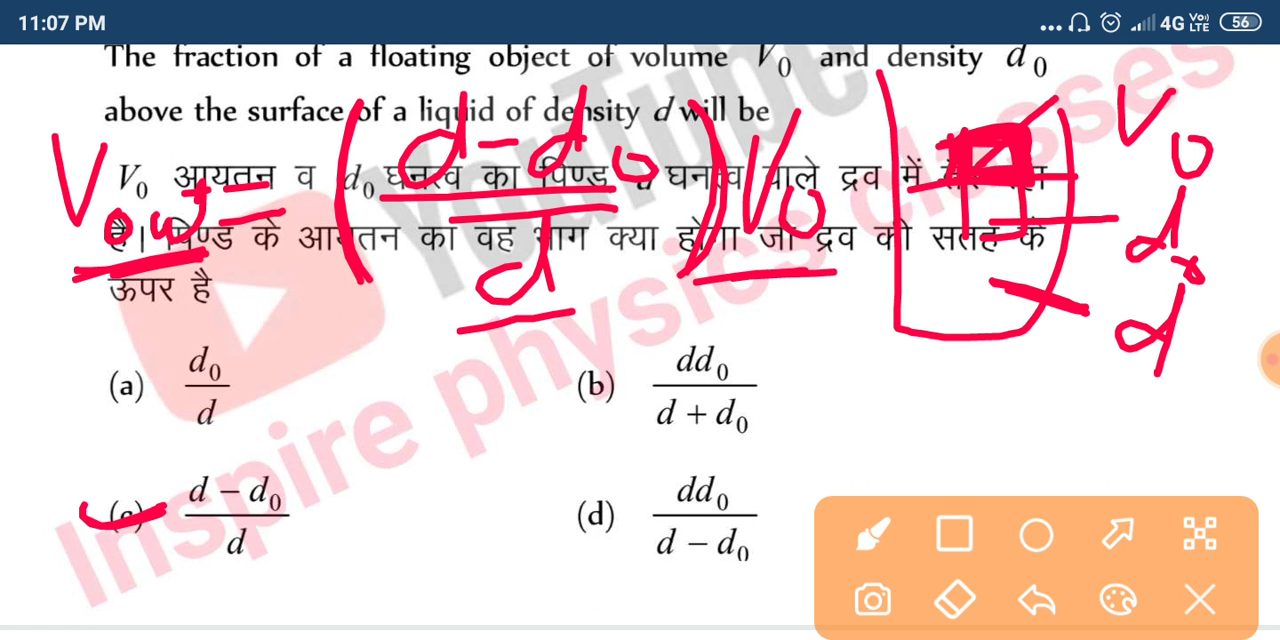 11:07 PM
... 4G Vo) LTE 56
The fraction of a floating object of volume V0 and density d0
above the surface of a liquid of density d will be
V0 आयतन व d0 घनत्व का पिण्ड d घनत्व वाले द्रव में
है। पिण्ड के आयतन का वह भाग क्या होगा जो द्रव की सतह के
ऊपर है
Vout = (d - d0 / d) V0
V0
d0
d
(a) d0 / d
(b) dd0 / d + d0
(c) d - d0 / d
(d) dd0 / d - d0
YouTube
Inspire physics classes